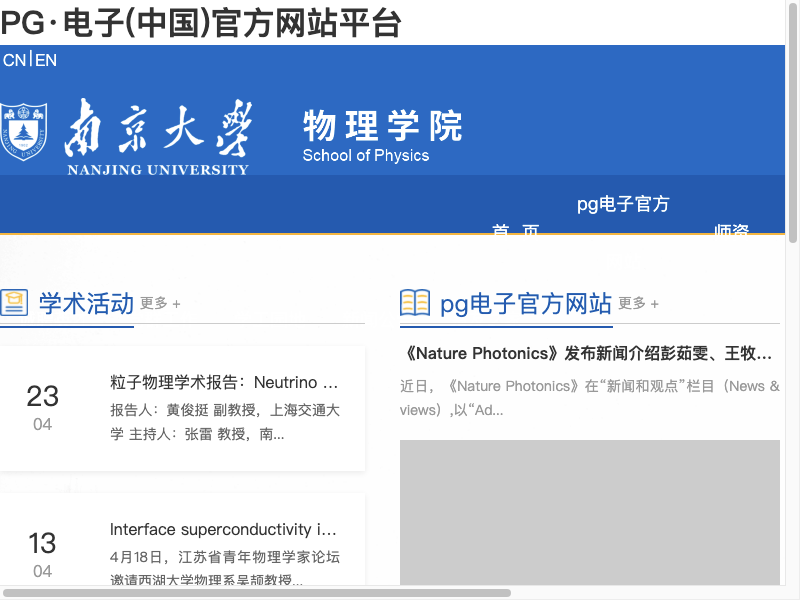 PG·电子(中国)官方网站平台
CN|EN
南京大学
NANJING UNIVERSITY
物理学院
School of Physics
pg电子官方
首 页
师资
学术活动 更多 +
23
04
粒子物理学术报告：Neutrino ...
报告人：黄俊挺 副教授，上海交通大
学 主持人：张雷 教授，南...
13
04
Interface superconductivity i...
4月18日，江苏省青年物理学家论坛
邀请西湖大学物理系吴颉教授...
pg电子官方网站 更多 +
《Nature Photonics》发布新闻介绍彭茹雯、王牧...
近日，《Nature Photonics》在“新闻和观点”栏目（News &
views）,以“Ad...